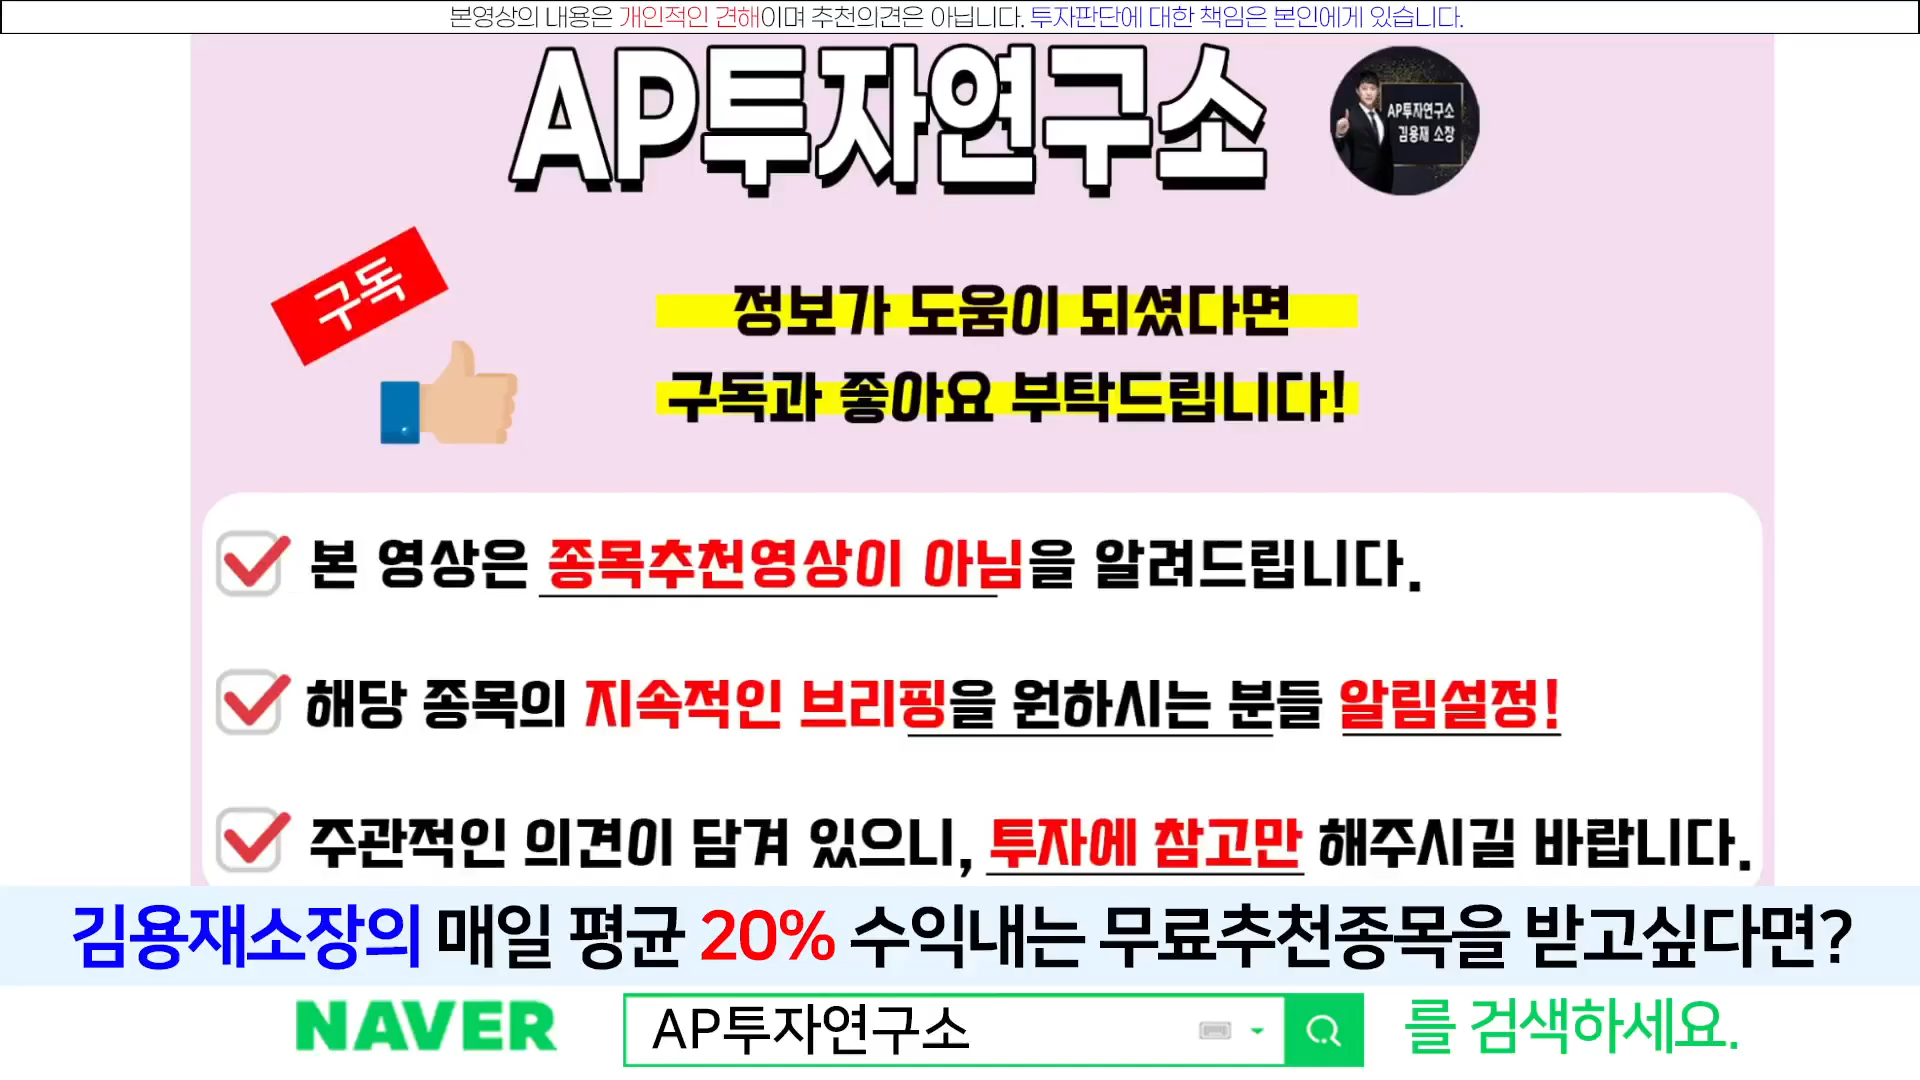 본영상의 내용은 개인적인 견해이며 추천의견은 아닙니다. 투자판단에 대한 책임은 본인에게 있습니다.
AP투자연구소
AP투자연구소
김용재 소장
구독
정보가 도움이 되셨다면
구독과 좋아요 부탁드립니다!
본 영상은 종목추천영상이 아님을 알려드립니다.
해당 종목의 지속적인 브리핑을 원하시는 분들 알림설정!
주관적인 의견이 담겨 있으니, 투자에 참고만 해주시길 바랍니다.
김용재소장의 매일 평균 20% 수익내는 무료추천종목을 받고싶다면?
NAVER AP투자연구소 를 검색하세요.